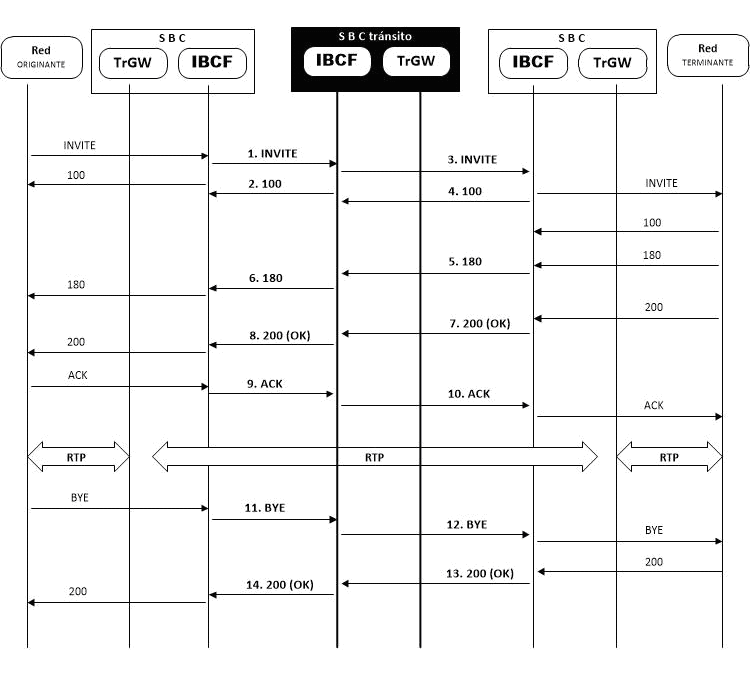 S B C
S B C tránsito
S B C
Red
ORIGINANTE
TrGW
IBCF
IBCF
TrGW
IBCF
TrGW
Red
TERMINANTE
INVITE
1. INVITE
3. INVITE
100
2. 100
4. 100
INVITE
100
5. 180
180
180
6. 180
200
7. 200 (OK)
200
8. 200 (OK)
ACK
9. ACK
10. ACK
ACK
RTP
RTP
RTP
BYE
11. BYE
12. BYE
BYE
200
13. 200 (OK)
200
14. 200 (OK)